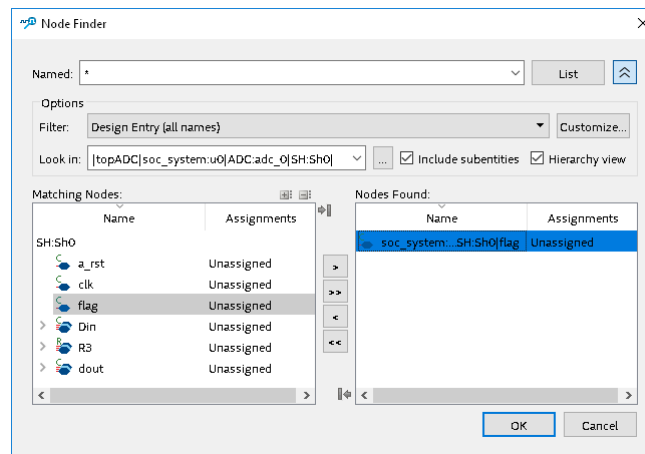 Node Finder
Named: * List
Options
Filter: Design Entry (all names) Customize...
Look in: |topADC|soc_system:u0|ADC:adc_0|SH:Sh0| ... Include subentities Hierarchy view
Matching Nodes: Nodes Found:
Name Assignments Name Assignments
SH:Sh0 soc_system:...SH:Sh0|flag Unassigned
a_rst Unassigned
clk Unassigned
flag Unassigned
Din Unassigned
R3 Unassigned
dout Unassigned
>
>>
<
<<
OK Cancel